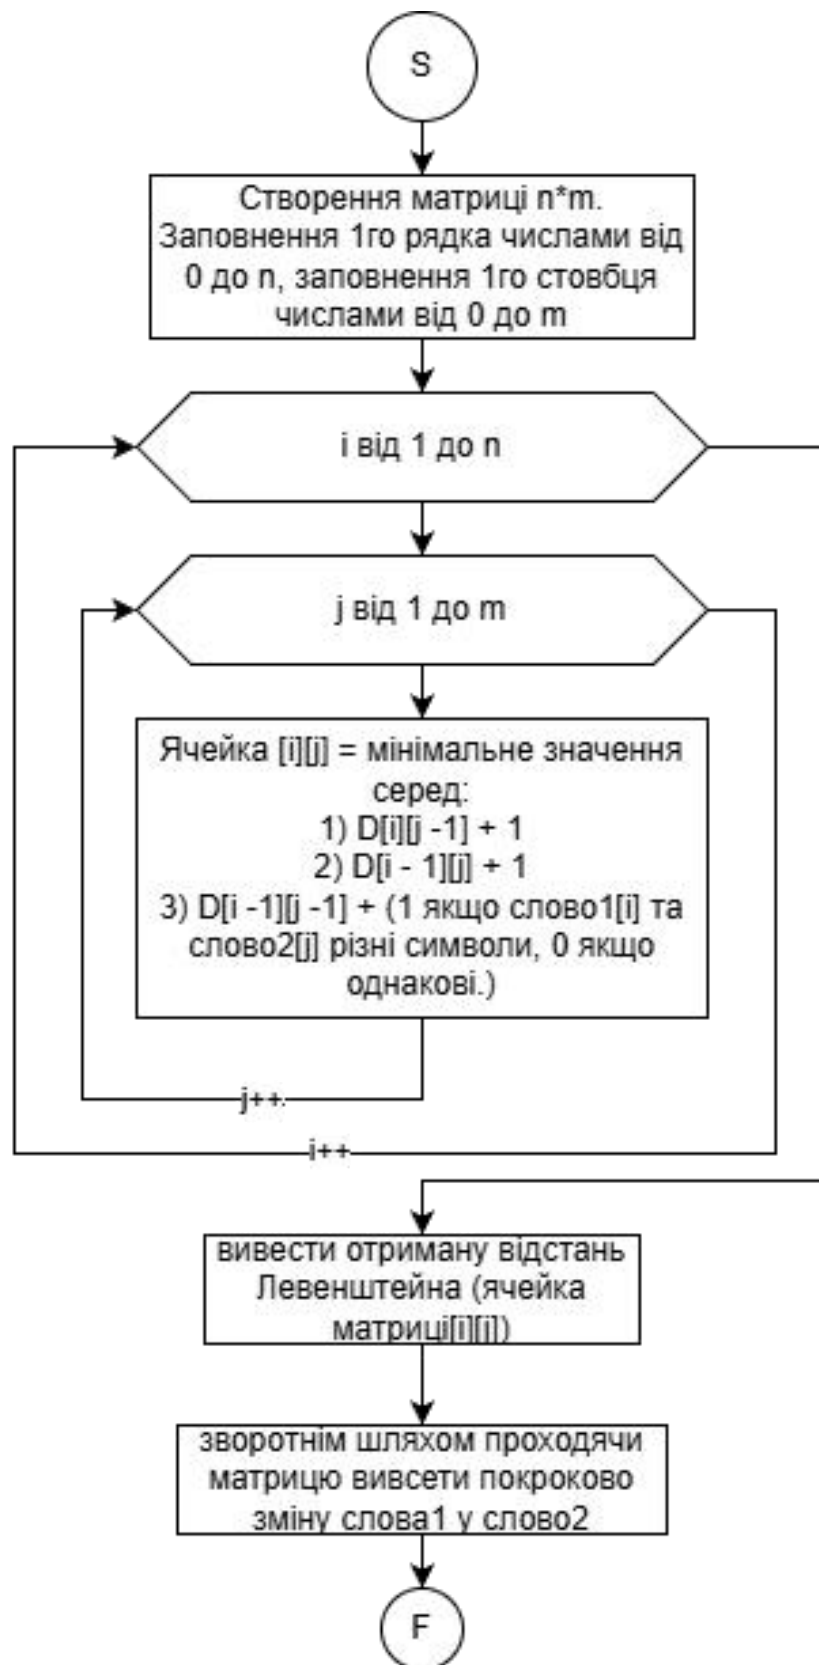 S
Створення матриці n*m.
Заповнення 1го рядка числами від
0 до n, заповнення 1го стовбця
числами від 0 до m
і від 1 до n
j від 1 до m
Ячейка [i][j] = мінімальне значення
серед:
1) D[i][j -1] + 1
2) D[i - 1][j] + 1
3) D[i -1][j -1] + (1 якщо слово1[i] та
слово2[j] різні символи, 0 якщо
однакові.)
j++
i++
вивести отриману відстань
Левенштейна (ячейка
матриці[i][j])
зворотнім шляхом проходячи
матрицю вивсети покроково
зміну слова1 у слово2
F